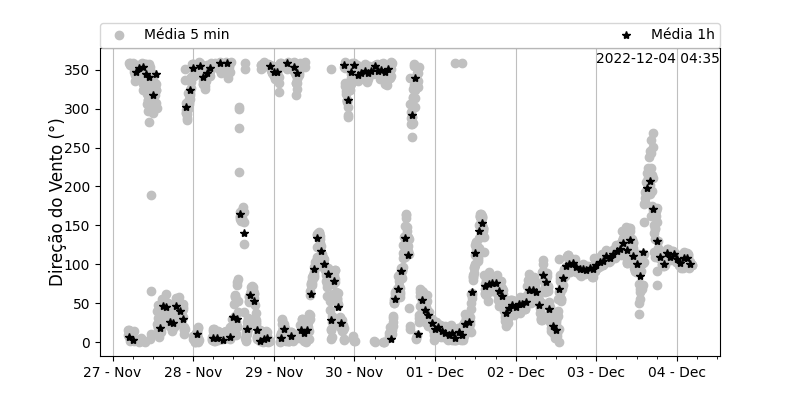 Média 5 min
Média 1h
2022-12-04 04:35
Direção do Vento (°)
350
300
250
200
150
100
50
0
27 - Nov
28 - Nov
29 - Nov
30 - Nov
01 - Dec
02 - Dec
03 - Dec
04 - Dec